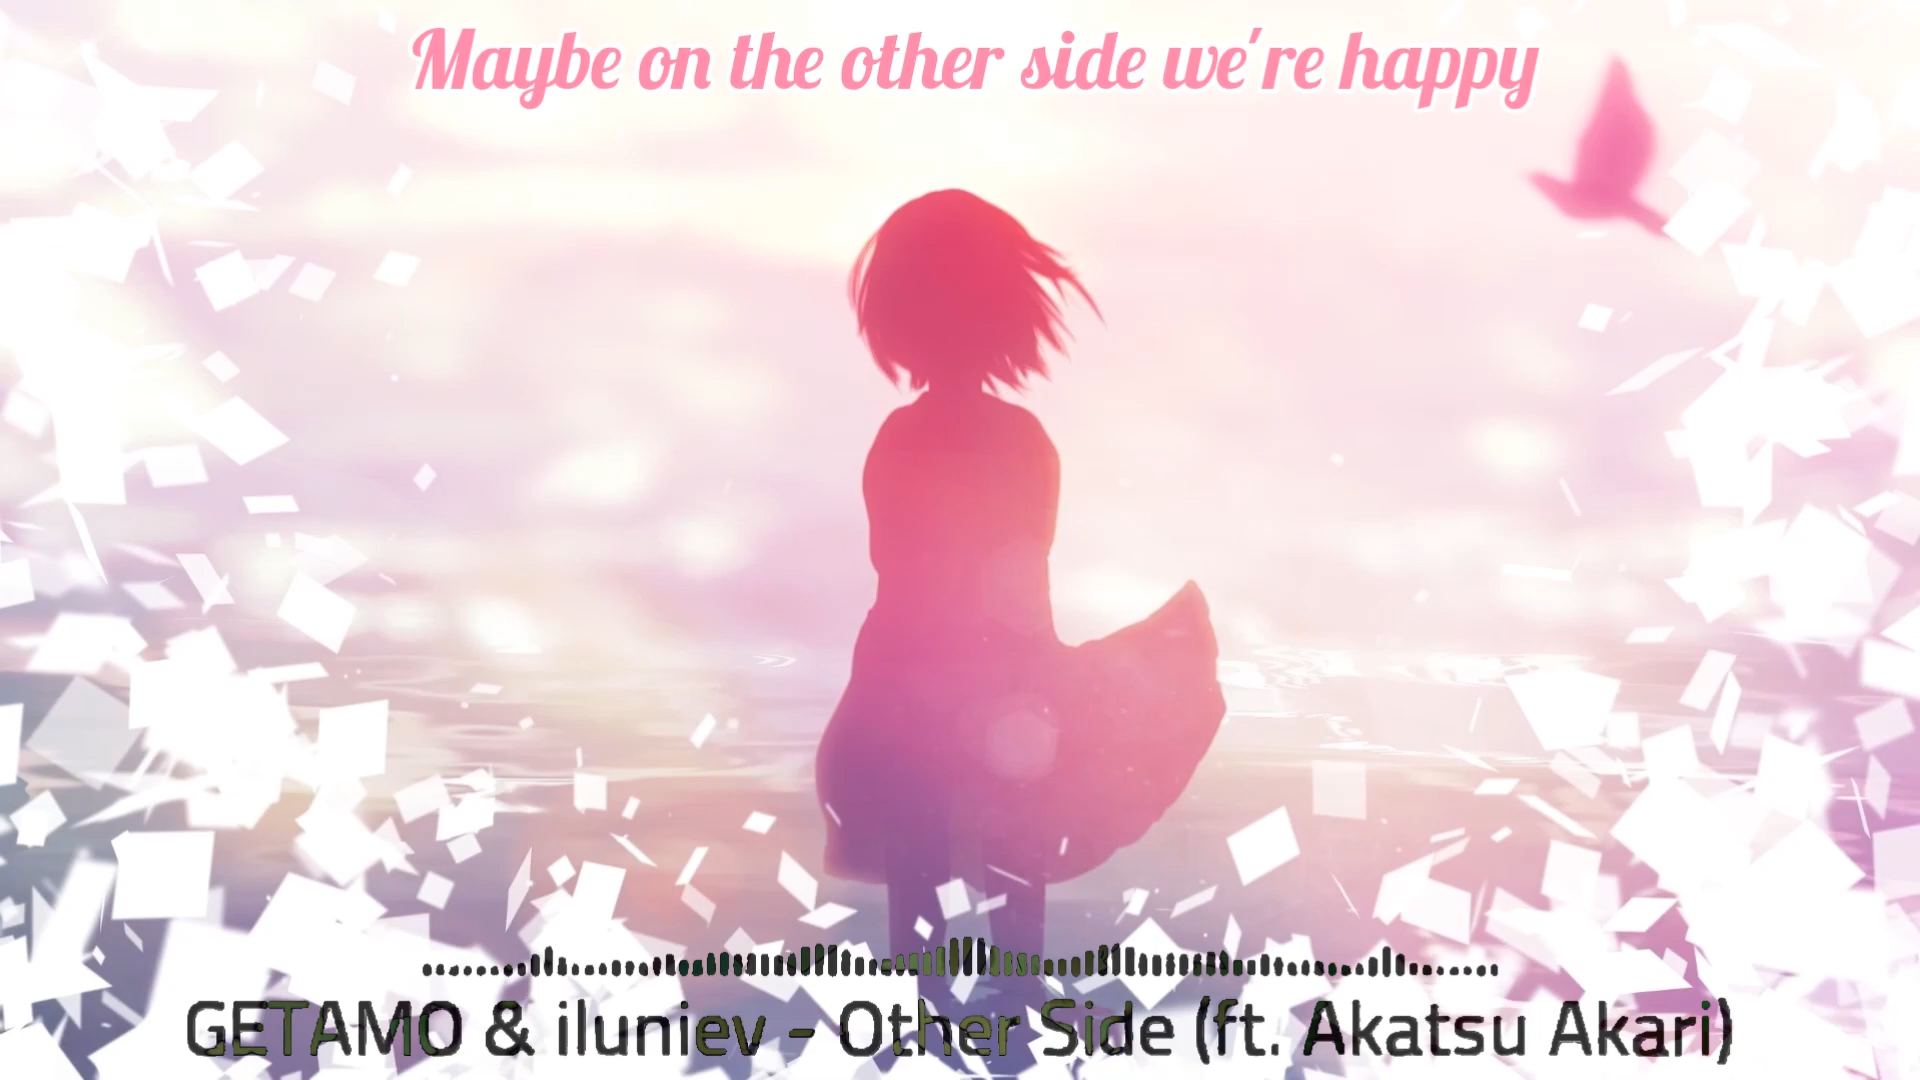 Maybe on the other side we're happy
GETAMO & iluniev - Other Side (ft. Akatsu Akari)